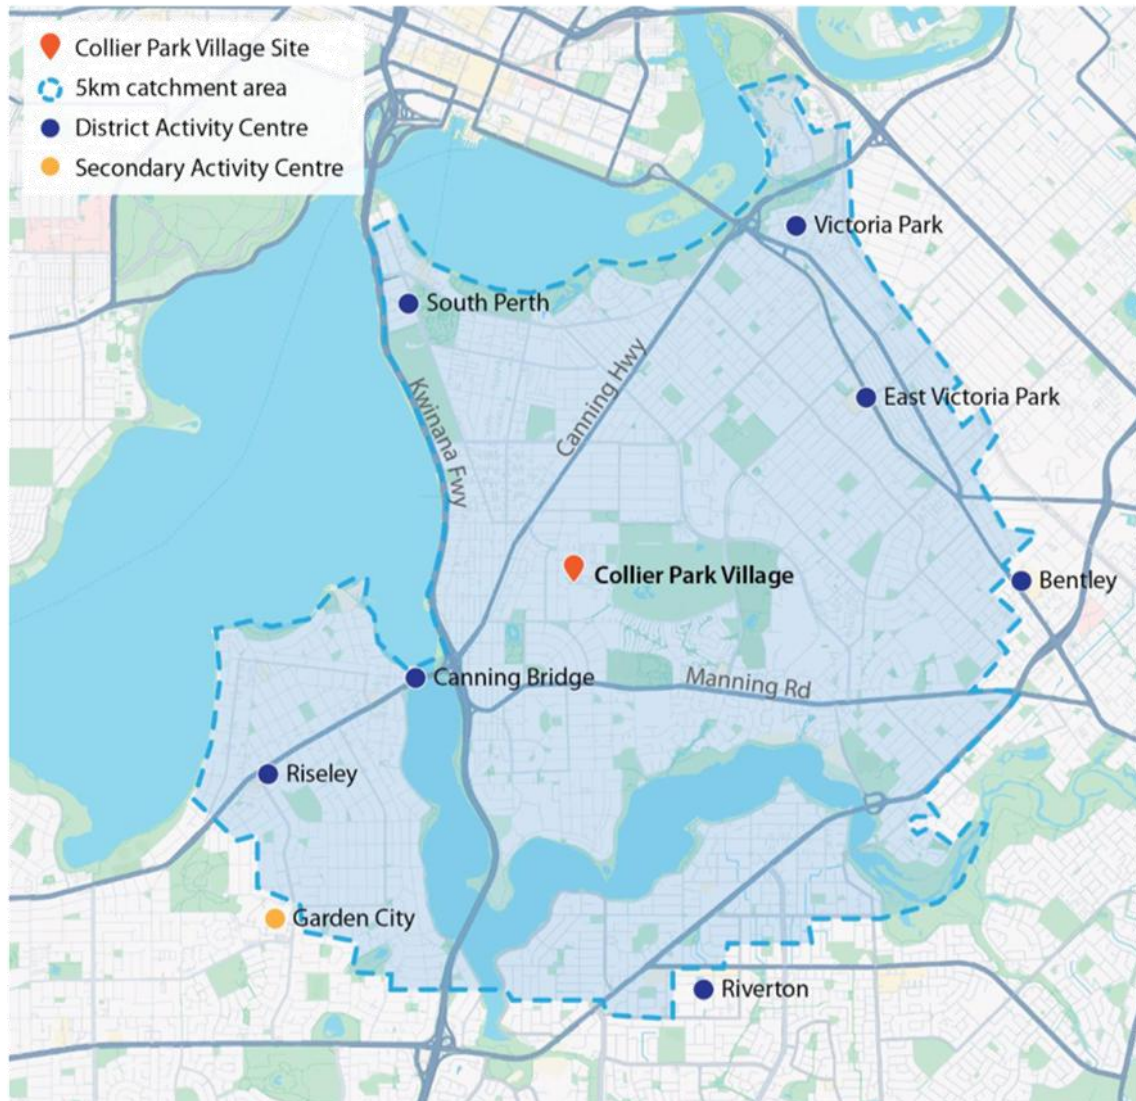 Collier Park Village Site
5km catchment area
District Activity Centre
Secondary Activity Centre
Victoria Park
South Perth
Canning Hwy
Kwinana Fwy
East Victoria Park
Collier Park Village
Bentley
Canning Bridge
Manning Rd
Riseley
Garden City
Riverton